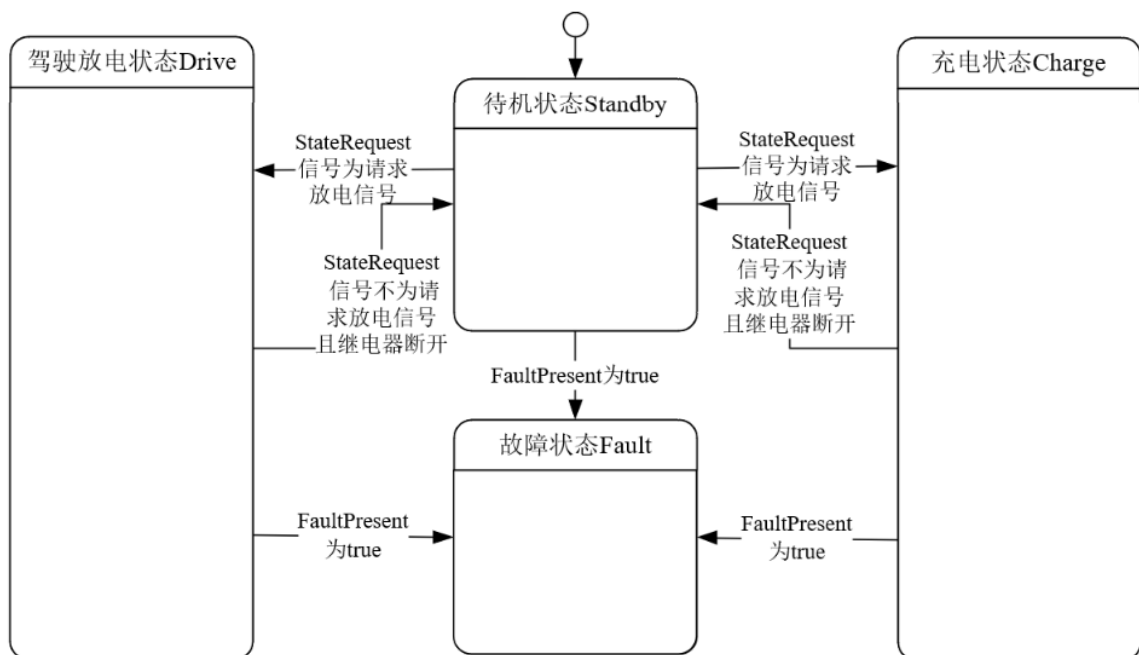 驾驶放电状态Drive
待机状态Standby
充电状态Charge
StateRequest
信号为请求
放电信号
StateRequest
信号为请求
放电信号
StateRequest
信号不为请
求放电信号
且继电器断开
StateRequest
信号不为请
求放电信号
且继电器断开
FaultPresent为true
故障状态Fault
FaultPresent
为true
FaultPresent
为true